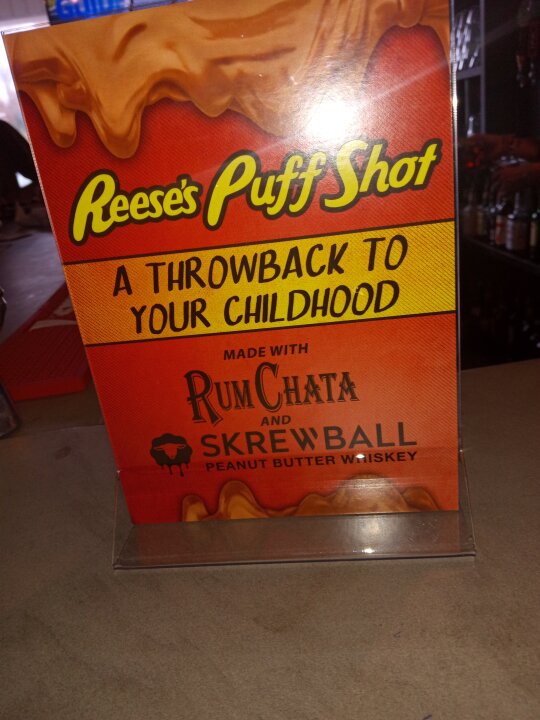 Reese's Puff Shot
A THROWBACK TO
YOUR CHILDHOOD
MADE WITH
RUMCHATA
AND
SKREWBALL
PEANUT BUTTER WHISKEY